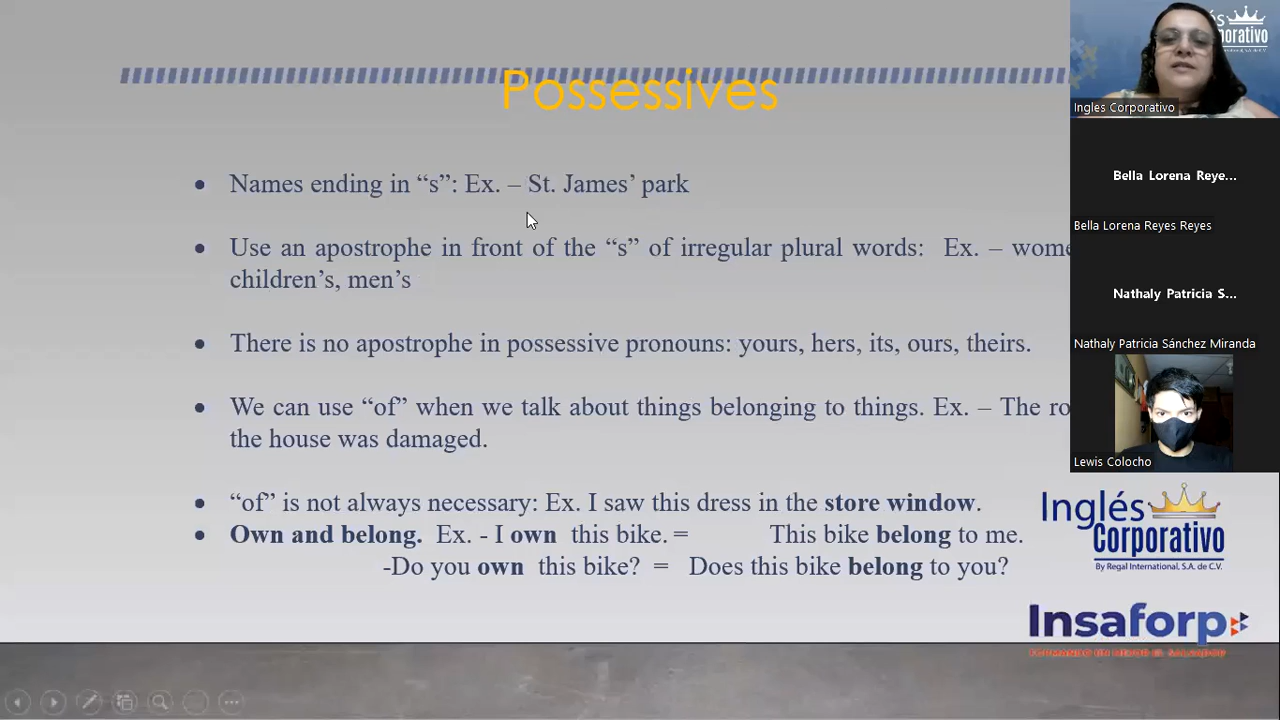 Possessives
Names ending in “s”: Ex. – St. James’ park
Use an apostrophe in front of the “s” of irregular plural words: Ex. –
children’s, men’s
There is no apostrophe in possessive pronouns: yours, hers, its, ours, theirs.
We can use “of” when we talk about things belonging to things. Ex. – The
the house was damaged.
“of” is not always necessary: Ex. I saw this dress in the store window.
Own and belong. Ex. - I own this bike. = This bike belong to me.
-Do you own this bike? = Does this bike belong to you?
Ingles Corporativo
Bella Lorena Reye...
Bella Lorena Reyes Reyes
Nathaly Patricia S...
Nathaly Patricia Sánchez Miranda
Lewis Colocho
Inglés
Corporativo
By Regal International, S.A. de C.V.
Insaforp
FORMANDO UN MEJOR EL SALVADOR